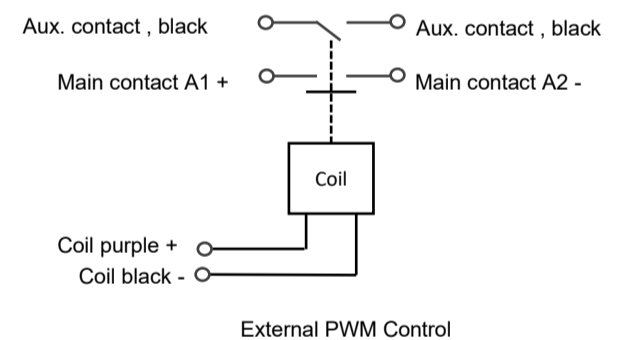 Aux. contact , black
Aux. contact , black
Main contact A1 +
Main contact A2 -
Coil
Coil purple +
Coil black -
External PWM Control